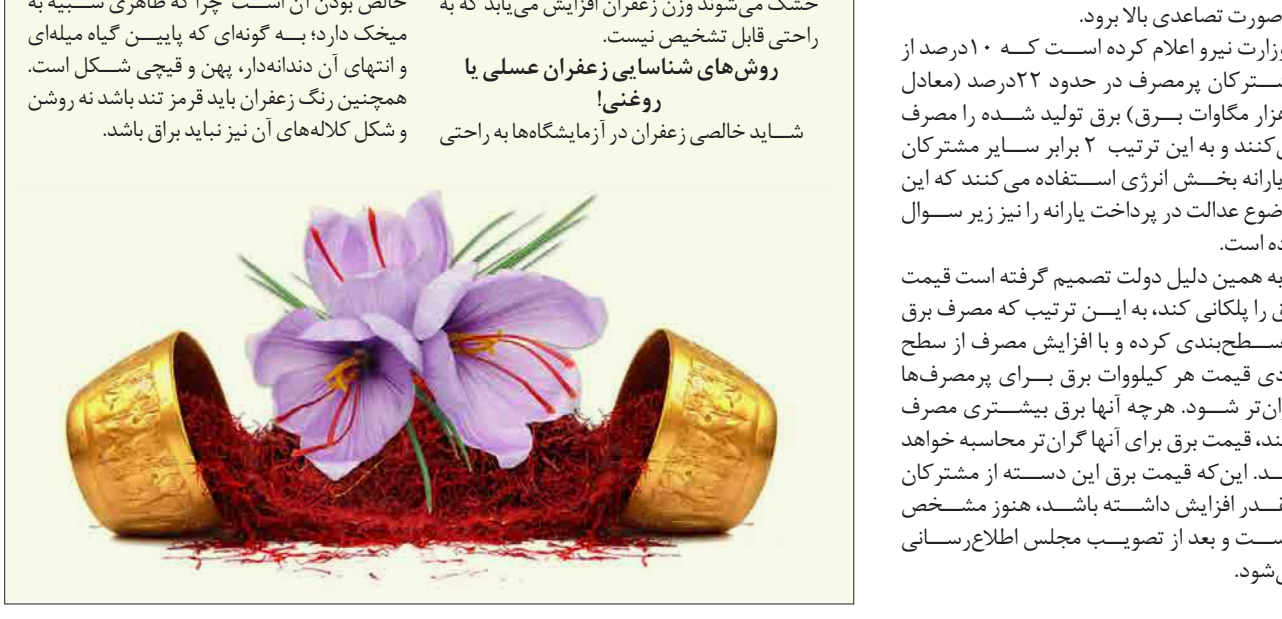 صورت تصاعدی بالا برود.
وزارت نیرو اعلام کرده است که ۱۰درصد از
مشترکان پرمصرف در حدود ۲۲درصد (معادل
هزار مگاوات برق) برق تولید شده را مصرف
می‌کنند و به این ترتیب ۲ برابر سایر مشترکان
یارانه بخش انرژی استفاده می‌کنند که این
موضوع عدالت در پرداخت یارانه را نیز زیر سوال
است.
به همین دلیل دولت تصمیم گرفته است قیمت
برق را پلکانی کند، به این ترتیب که مصرف برق
سطح‌بندی کرده و با افزایش مصرف از سطح
قیمت هر کیلووات برق برای پرمصرف‌ها
گران‌تر شود. هرچه آنها برق بیشتری مصرف
کنند، قیمت برق برای آنها گران‌تر محاسبه خواهد
شد. این‌که قیمت برق این دسته از مشترکان
چقدر افزایش داشته باشد، هنوز مشخص
نیست و بعد از تصویب مجلس اطلاع‌رسانی
می‌شود.
خشک می‌شوند وزن زعفران افزایش می‌یابد که به
راحتی قابل تشخیص نیست.
روش‌های شناسایی زعفران عسلی یا
روغنی!
شاید خالصی زعفران در آزمایشگاه‌ها به راحتی
خالص بودن آن است چرا که ظاهری شبیه به
میخک دارد؛ به گونه‌ای که پایین گیاه میله‌ای
و انتهای آن دندانه‌دار، پهن و قیچی شکل است.
همچنین رنگ زعفران باید قرمز تند باشد نه روشن
و شکل کلاله‌های آن نیز نباید براق باشد.